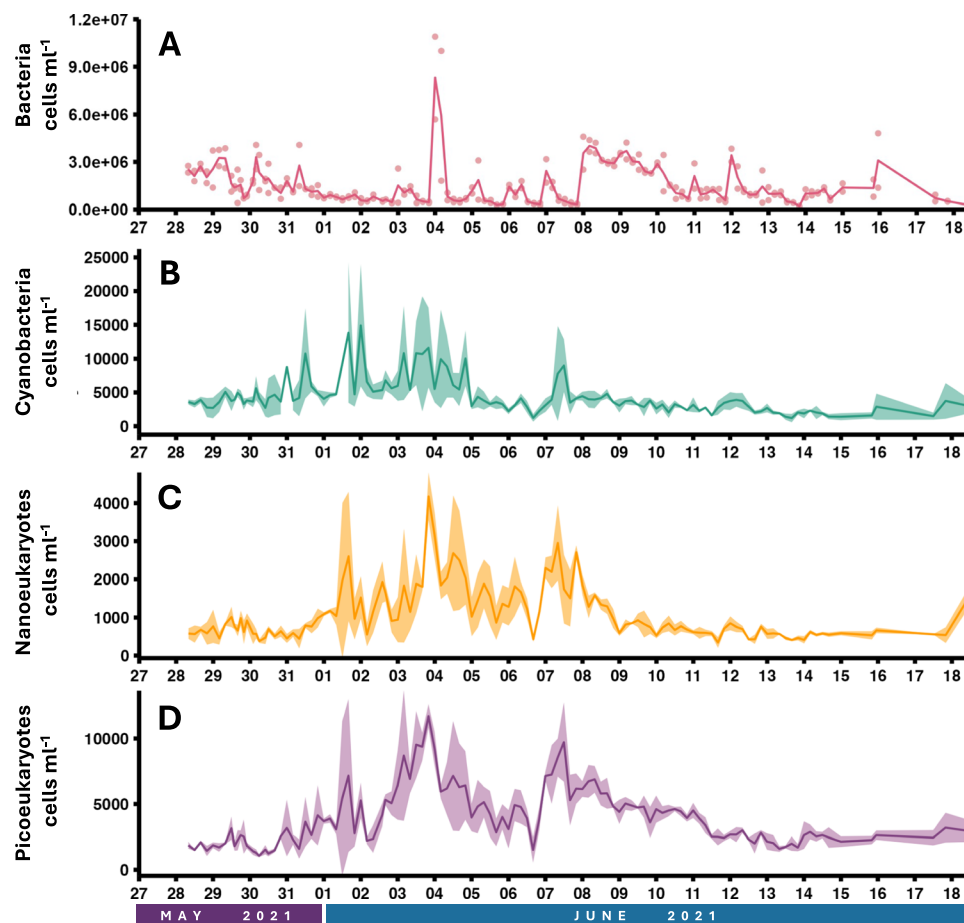 A
Bacteria
cells ml-1
1.2e+07
9.0e+06
6.0e+06
3.0e+06
0.0e+00
27 28 29 30 31 01 02 03 04 05 06 07 08 09 10 11 12 13 14 15 16 17 18
B
Cyanobacteria
cells ml-1
25000
20000
15000
10000
5000
0
27 28 29 30 31 01 02 03 04 05 06 07 08 09 10 11 12 13 14 15 16 17 18
C
Nanoeukaryotes
cells ml-1
4000
3000
2000
1000
0
27 28 29 30 31 01 02 03 04 05 06 07 08 09 10 11 12 13 14 15 16 17 18
D
Picoeukaryotes
cells ml-1
10000
5000
0
27 28 29 30 31 01 02 03 04 05 06 07 08 09 10 11 12 13 14 15 16 17 18
MAY 2021 JUNE 2021